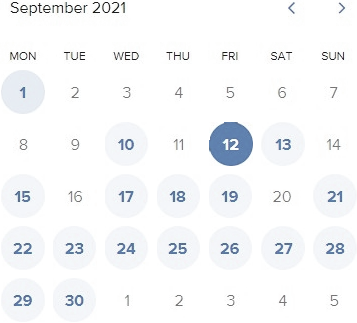 September 2021
MON TUE WED THU FRI SAT SUN
1 2 3 4 5 6 7
8 9 10 11 12 13 14
15 16 17 18 19 20 21
22 23 24 25 26 27 28
29 30 1 2 3 4 5